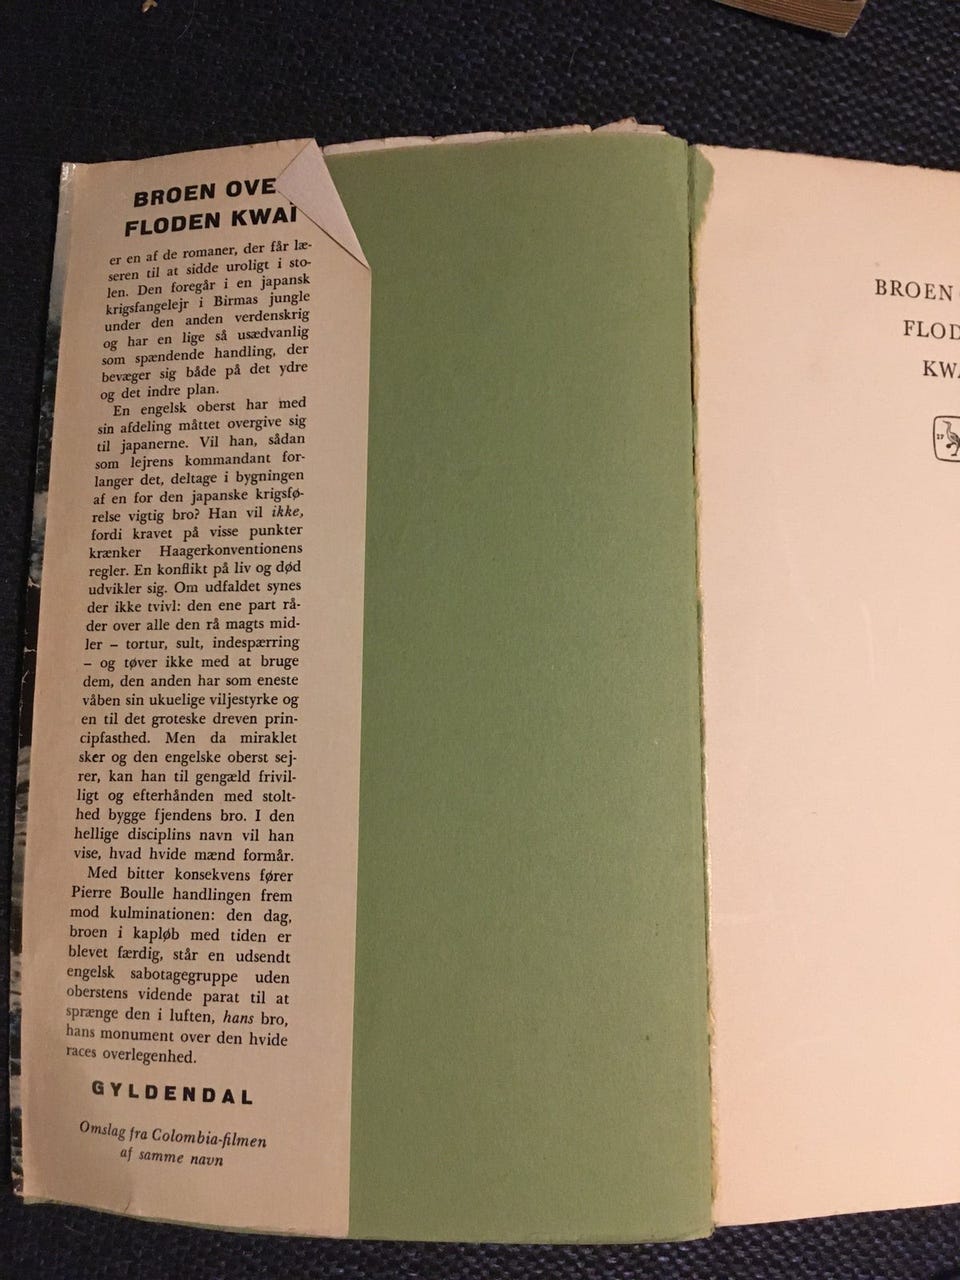 BROEN OVE
FLODEN KWAI
er en af de romaner, der får læ-
seren til at sidde uroligt i sto-
len. Den foregår i en japansk
krigsfangelejr i Birmas jungle
under den anden verdenskrig
og har en lige så usædvanlig
som spændende handling, der
bevæger sig både på det ydre
og det indre plan.
En engelsk oberst har med
sin afdeling måttet overgive sig
til japanerne. Vil han, sådan
som lejrens kommandant for-
langer det, deltage i bygningen
af en for den japanske krigsfø-
relse vigtig bro? Han vil ikke,
fordi kravet på visse punkter
krænker Haagerkonventionens
regler. En konflikt på liv og død
udvikler sig. Om udfaldet synes
der ikke tvivl: den ene part rå-
der over alle den rå magts mid-
ler – tortur, sult, indespærring
– og tøver ikke med at bruge
dem, den anden har som eneste
våben sin ukuelige viljestyrke og
en til det groteske dreven prin-
cipfasthed. Men da miraklet
sker og den engelske oberst sej-
rer, kan han til gengæld frivil-
ligt og efterhånden med stolt-
hed bygge fjendens bro. I den
hellige disciplins navn vil han
vise, hvad hvide mænd formår.
Med bitter konsekvens fører
Pierre Boulle handlingen frem
mod kulminationen: den dag,
broen i kapløb med tiden er
blevet færdig, står en udsendt
engelsk sabotagegruppe uden
oberstens vidende parat til at
sprænge den i luften, hans bro,
hans monument over den hvide
races overlegenhed.
GYLDENDAL
Omslag fra Colombia-filmen
af samme navn
BROEN
FLOD
KWA